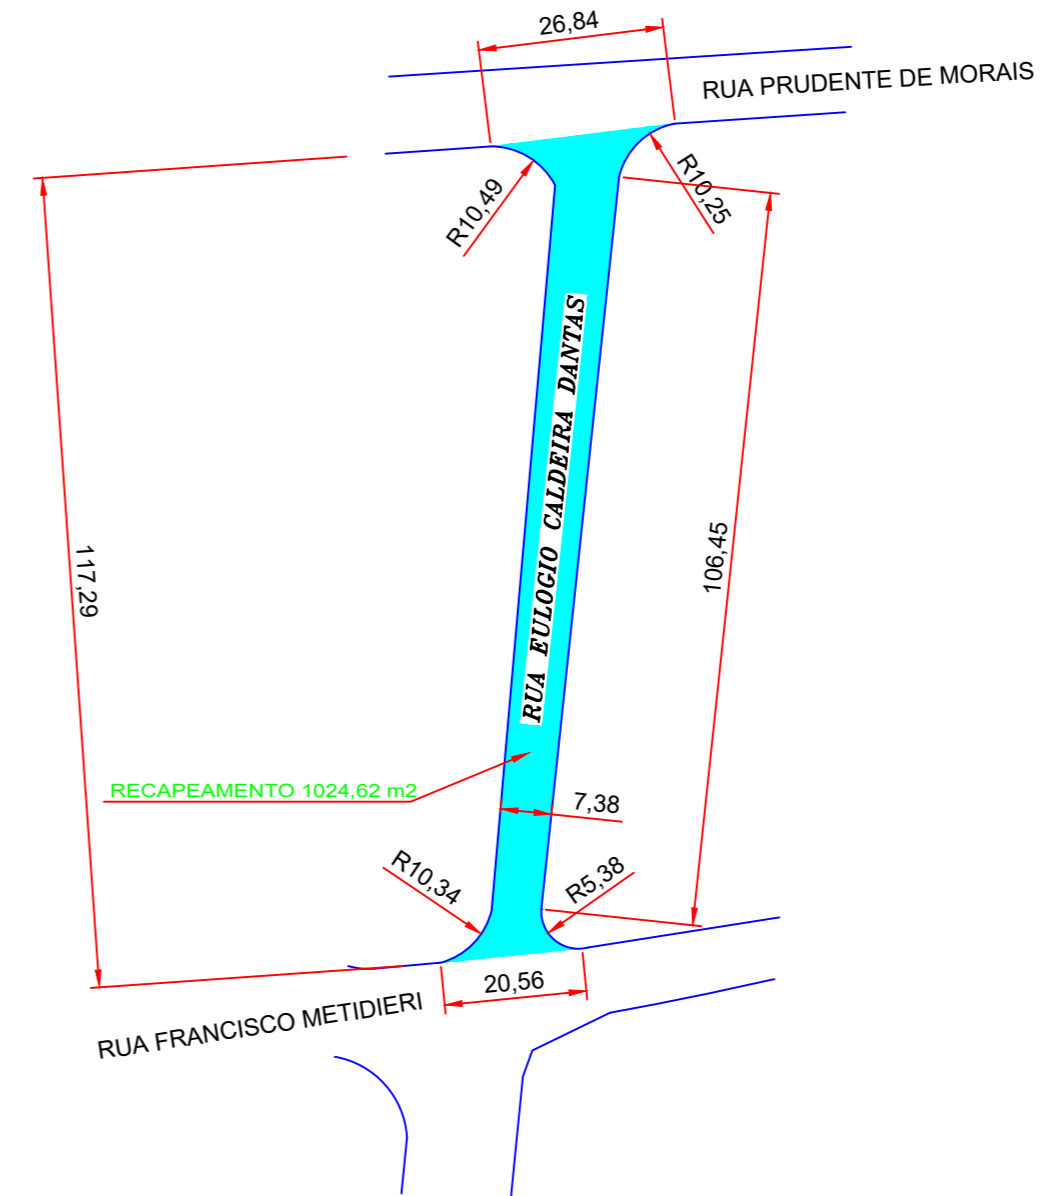 26,84
RUA PRUDENTE DE MORAIS
R10,49
R10,25
RUA EULOGIO CALDEIRA DANTAS
117,29
106,45
RECAPEAMENTO 1024,62 m2
7,38
R10,34
R5,38
20,56
RUA FRANCISCO METIDIERI